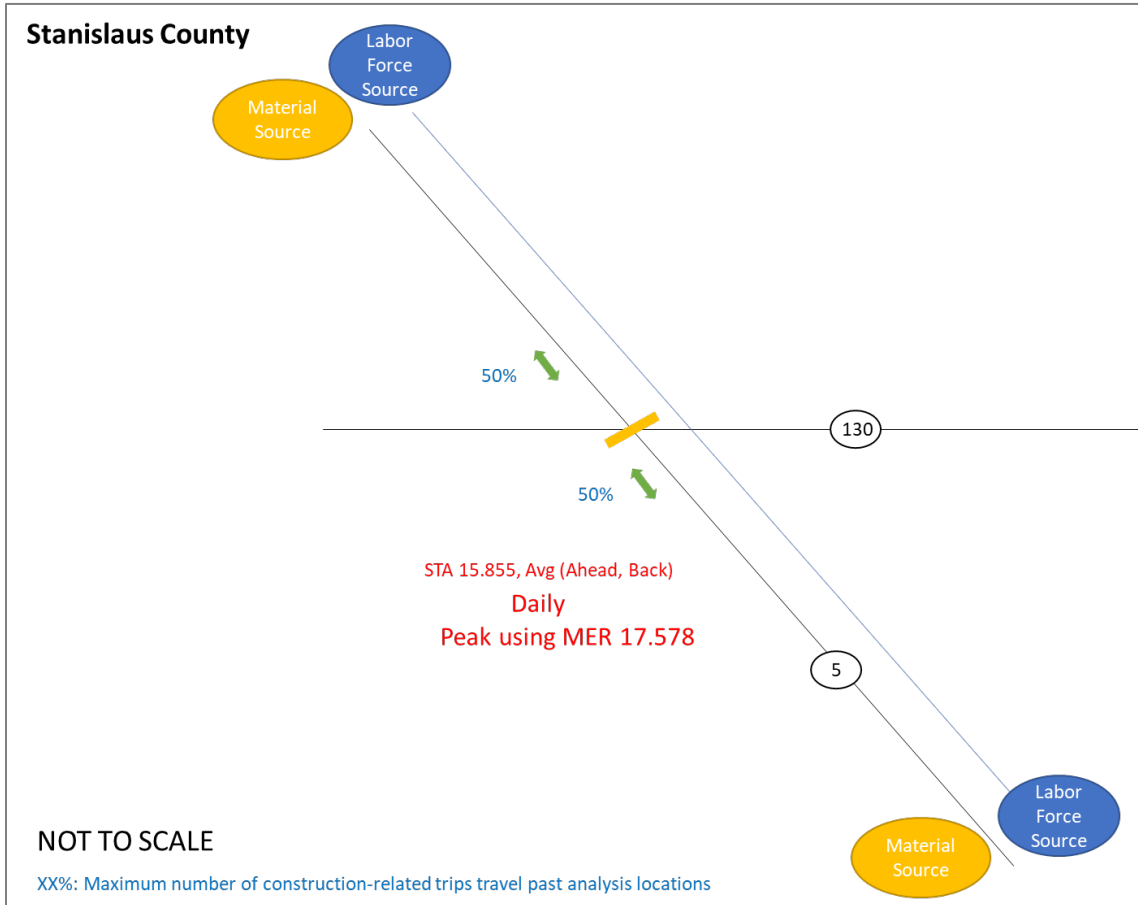 Stanislaus County
Labor
Force
Source
Material
Source
50%
130
50%
STA 15.855, Avg (Ahead, Back)
Daily
Peak using MER 17.578
5
Labor
Force
Source
Material
Source
NOT TO SCALE
XX%: Maximum number of construction-related trips travel past analysis locations